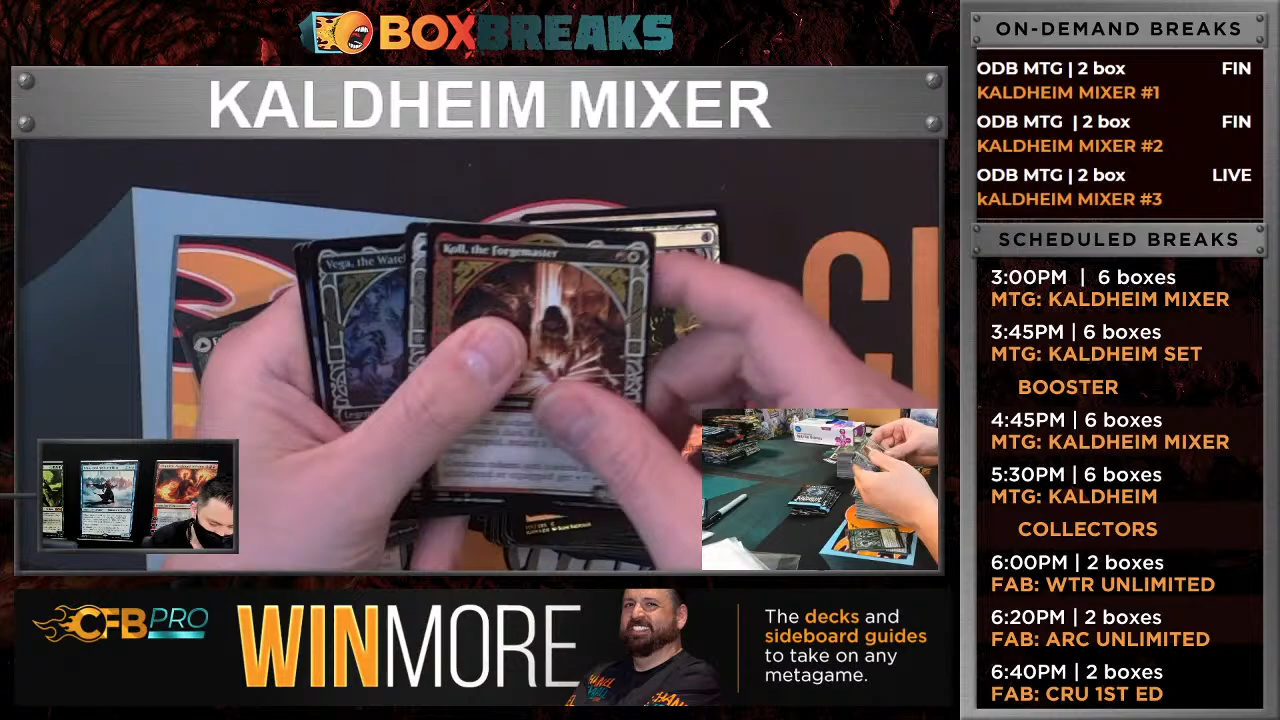 BOXBREAKS
KALDHEIM MIXER
Vega, the Watc
Koll, the Forgemaster
Legen
ON-DEMAND BREAKS
ODB MTG | 2 box FIN
KALDHEIM MIXER #1
ODB MTG | 2 box FIN
KALDHEIM MIXER #2
ODB MTG | 2 box LIVE
kALDHEIM MIXER #3
SCHEDULED BREAKS
3:00PM | 6 boxes
MTG: KALDHEIM MIXER
3:45PM | 6 boxes
MTG: KALDHEIM SET
BOOSTER
4:45PM | 6 boxes
MTG: KALDHEIM MIXER
5:30PM | 6 boxes
MTG: KALDHEIM
COLLECTORS
6:00PM | 2 boxes
FAB: WTR UNLIMITED
6:20PM | 2 boxes
FAB: ARC UNLIMITED
6:40PM | 2 boxes
FAB: CRU 1ST ED
CFB PRO
WINMORE
The decks and
sideboard guides
to take on any
metagame.